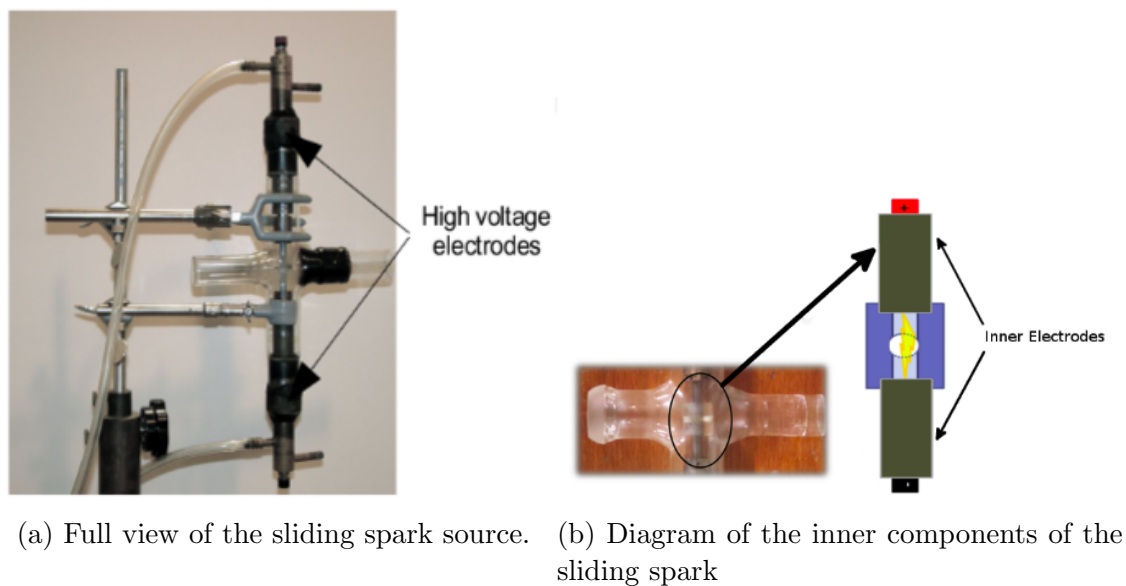 High voltage
electrodes
+
Inner Electrodes
-
(a) Full view of the sliding spark source.
(b) Diagram of the inner components of the
sliding spark